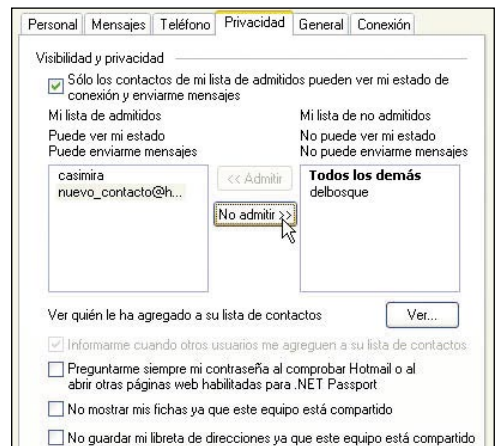 Personal Mensajes Teléfono Privacidad General Conexión
Visibilidad y privacidad
Sólo los contactos de mi lista de admitidos pueden ver mi estado de
conexión y enviarme mensajes
Mi lista de admitidos
Puede ver mi estado
Puede enviarme mensajes
casimira
nuevo_contacto@h...
<< Admitir
No admitir >>
Mi lista de no admitidos
No puede ver mi estado
No puede enviarme mensajes
Todos los demás
delbosque
Ver quién le ha agregado a su lista de contactos
Ver...
Informarme cuando otros usuarios me agreguen a su lista de contactos
Preguntarme siempre mi contraseña al comprobar Hotmail o al
abrir otras páginas web habilitadas para .NET Passport
No mostrar mis fichas ya que este equipo está compartido
No guardar mi libreta de direcciones ya que este equipo está compartido